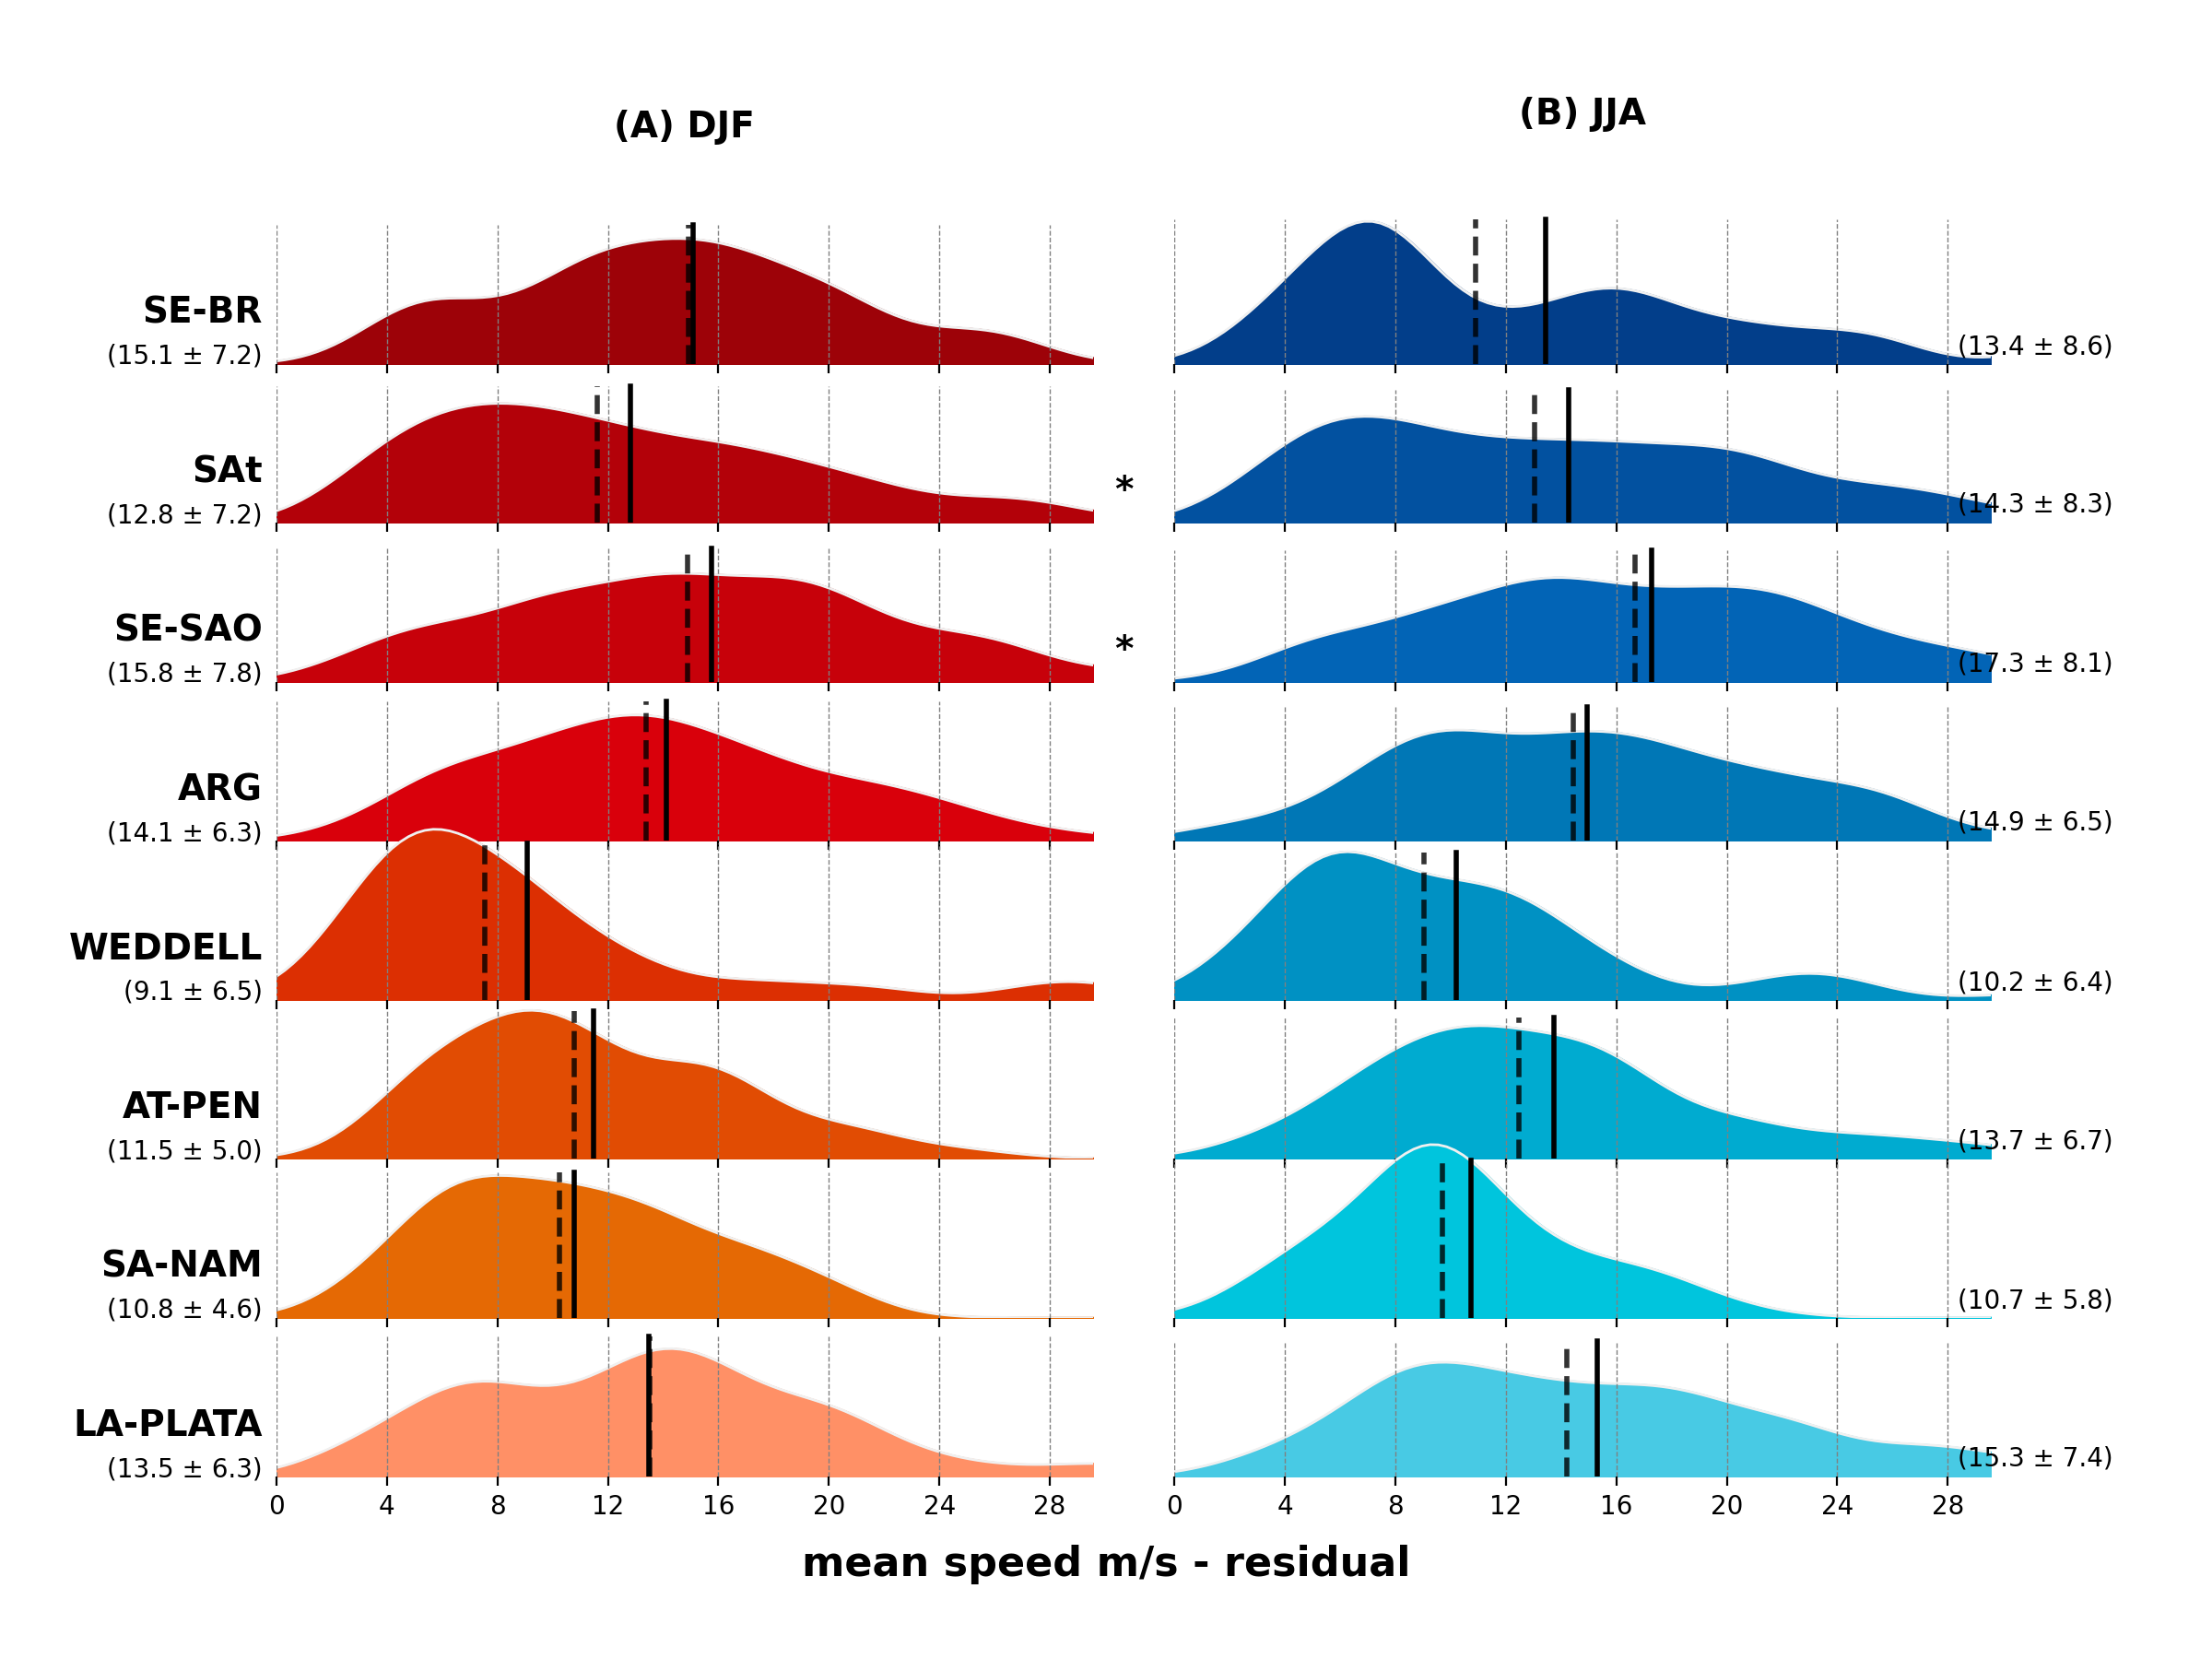 (A) DJF
(B) JJA
SE-BR
(15.1 ± 7.2)
(13.4 ± 8.6)
SAt
(12.8 ± 7.2)
*
(14.3 ± 8.3)
SE-SAO
(15.8 ± 7.8)
*
(17.3 ± 8.1)
ARG
(14.1 ± 6.3)
(14.9 ± 6.5)
WEDDELL
(9.1 ± 6.5)
(10.2 ± 6.4)
AT-PEN
(11.5 ± 5.0)
(13.7 ± 6.7)
SA-NAM
(10.8 ± 4.6)
(10.7 ± 5.8)
LA-PLATA
(13.5 ± 6.3)
(15.3 ± 7.4)
0 4 8 12 16 20 24 28
0 4 8 12 16 20 24 28
mean speed m/s - residual